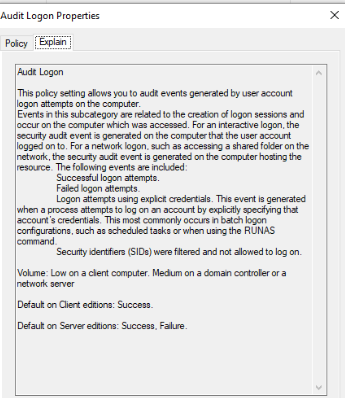 Audit Logon Properties
Policy
Explain
Audit Logon
This policy setting allows you to audit events generated by user account
logon attempts on the computer.
Events in this subcategory are related to the creation of logon sessions and
occur on the computer which was accessed. For an interactive logon, the
security audit event is generated on the computer that the user account
logged on to. For a network logon, such as accessing a shared folder on the
network, the security audit event is generated on the computer hosting the
resource. The following events are included:
Successful logon attempts.
Failed logon attempts.
Logon attempts using explicit credentials. This event is generated
when a process attempts to log on an account by explicitly specifying that
account's credentials. This most commonly occurs in batch logon
configurations, such as scheduled tasks or when using the RUNAS
command.
Security identifiers (SIDs) were filtered and not allowed to log on.
Volume: Low on a client computer. Medium on a domain controller or a
network server
Default on Client editions: Success.
Default on Server editions: Success, Failure.